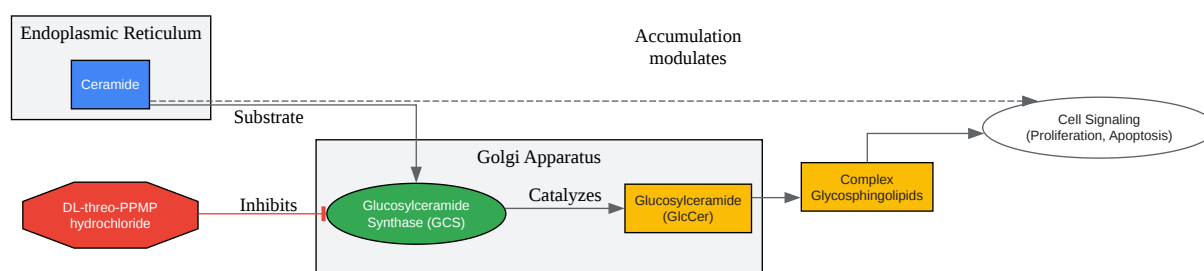 Endoplasmic Reticulum
Ceramide
Accumulation
modulates
Substrate
Cell Signaling
(Proliferation, Apoptosis)
Golgi Apparatus
DL-threo-PPMP
hydrochloride
Inhibits
Glucosylceramide
Synthase (GCS)
Catalyzes
Glucosylceramide
(GlcCer)
Complex
Glycosphingolipids